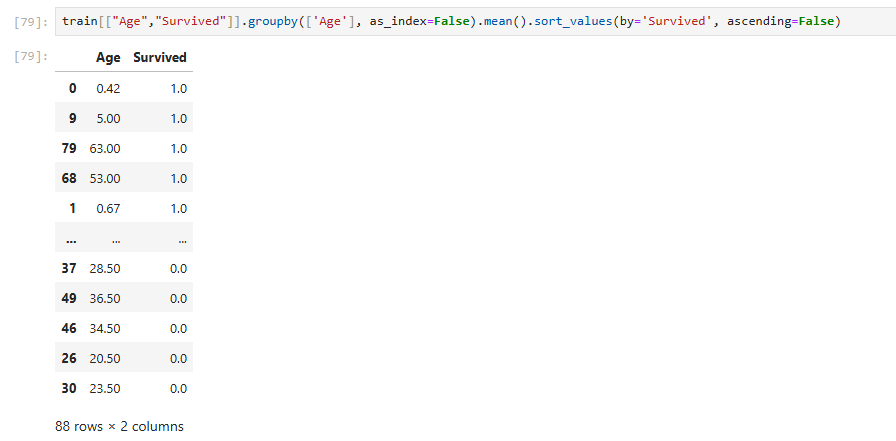 [79]: train[["Age","Survived"]].groupby(['Age'], as_index=False).mean().sort_values(by='Survived', ascending=False)
[79]: Age Survived
0 0.42 1.0
9 5.00 1.0
79 63.00 1.0
68 53.00 1.0
1 0.67 1.0
... ... ...
37 28.50 0.0
49 36.50 0.0
46 34.50 0.0
26 20.50 0.0
30 23.50 0.0
88 rows × 2 columns